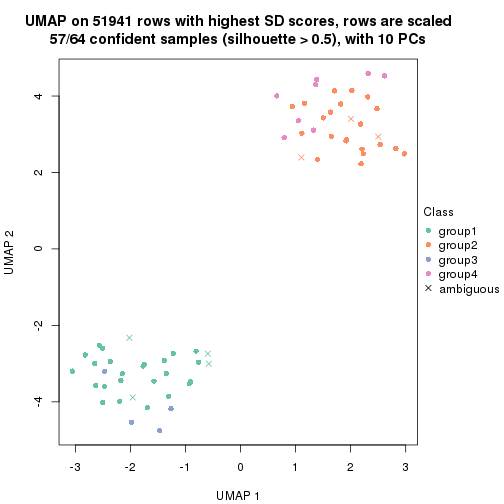 UMAP on 51941 rows with highest SD scores, rows are scaled
57/64 confident samples (silhouette > 0.5), with 10 PCs
4
2
0
-2
-4
UMAP 2
-3
-2
-1
0
1
2
3
UMAP 1
Class
group1
group2
group3
group4
ambiguous